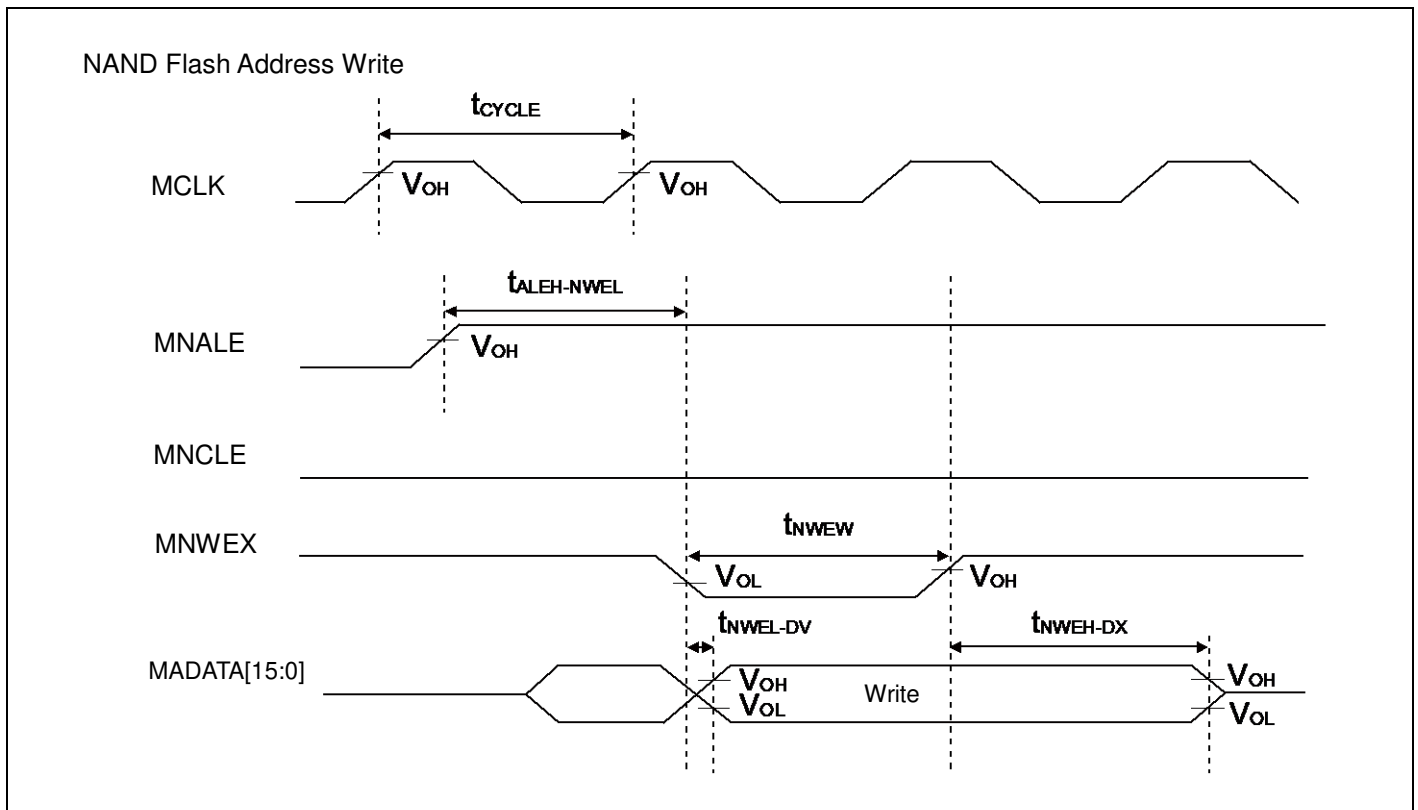 NAND Flash Address Write
tCYCLE
MCLK
VOH
VOH
tALEH-NWEL
MNALE
VOH
MNCLE
tNWEW
MNWEX
VOL
VOH
tNWEL-DV
tNWEH-DX
MADATA[15:0]
VOH
Write
VOH
VOL
VOL